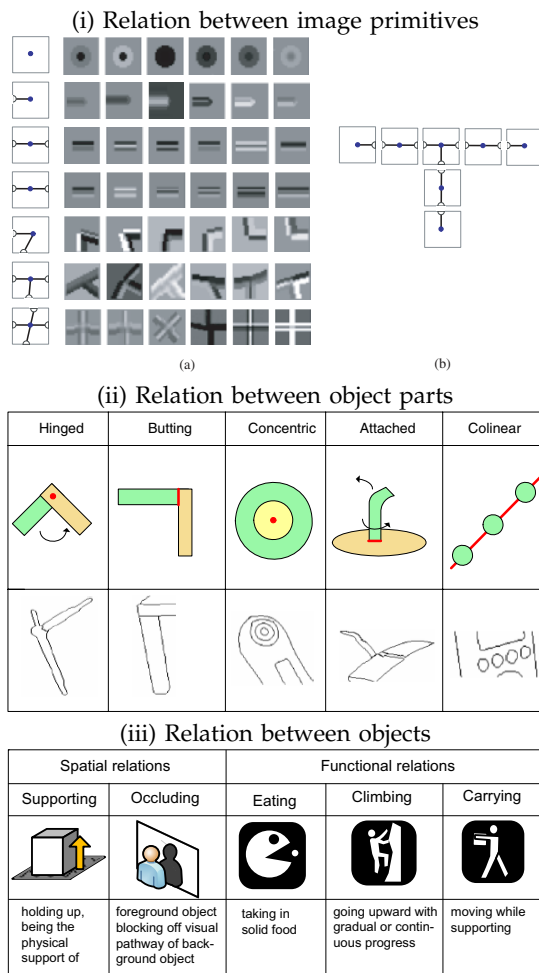 (i) Relation between image primitives
(a)
(b)
(ii) Relation between object parts
Hinged
Butting
Concentric
Attached
Colinear
(iii) Relation between objects
Spatial relations
Functional relations
Supporting
Occluding
Eating
Climbing
Carrying
holding up,
being the
physical
support of
foreground object
blocking off visual
pathway of back-
ground object
taking in
solid food
going upward with
gradual or contin-
uous progress
moving while
supporting